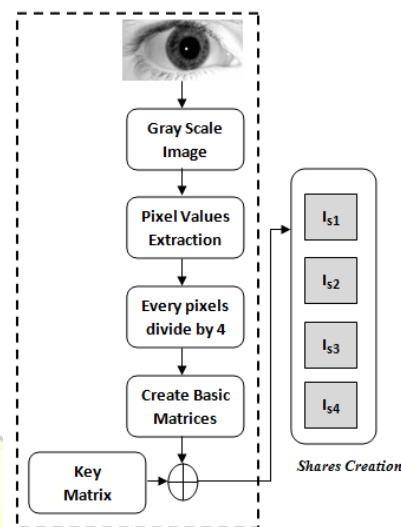 Gray Scale
Image
Pixel Values
Extraction
Every pixels
divide by 4
Create Basic
Matrices
Key
Matrix
Is1
Is2
Is3
Is4
Shares Creation